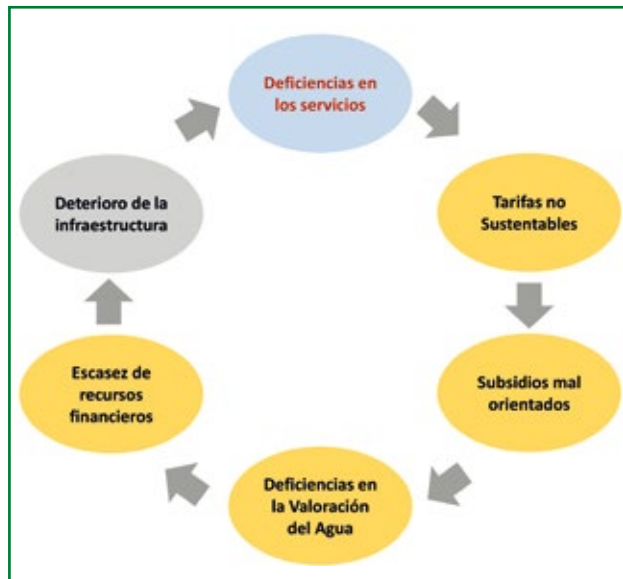 Deficiencias en
los servicios
Tarifas no
Sustentables
Subsidios mal
orientados
Deficiencias en
la Valoración
del Agua
Escasez de
recursos
financieros
Deterioro de la
infraestructura